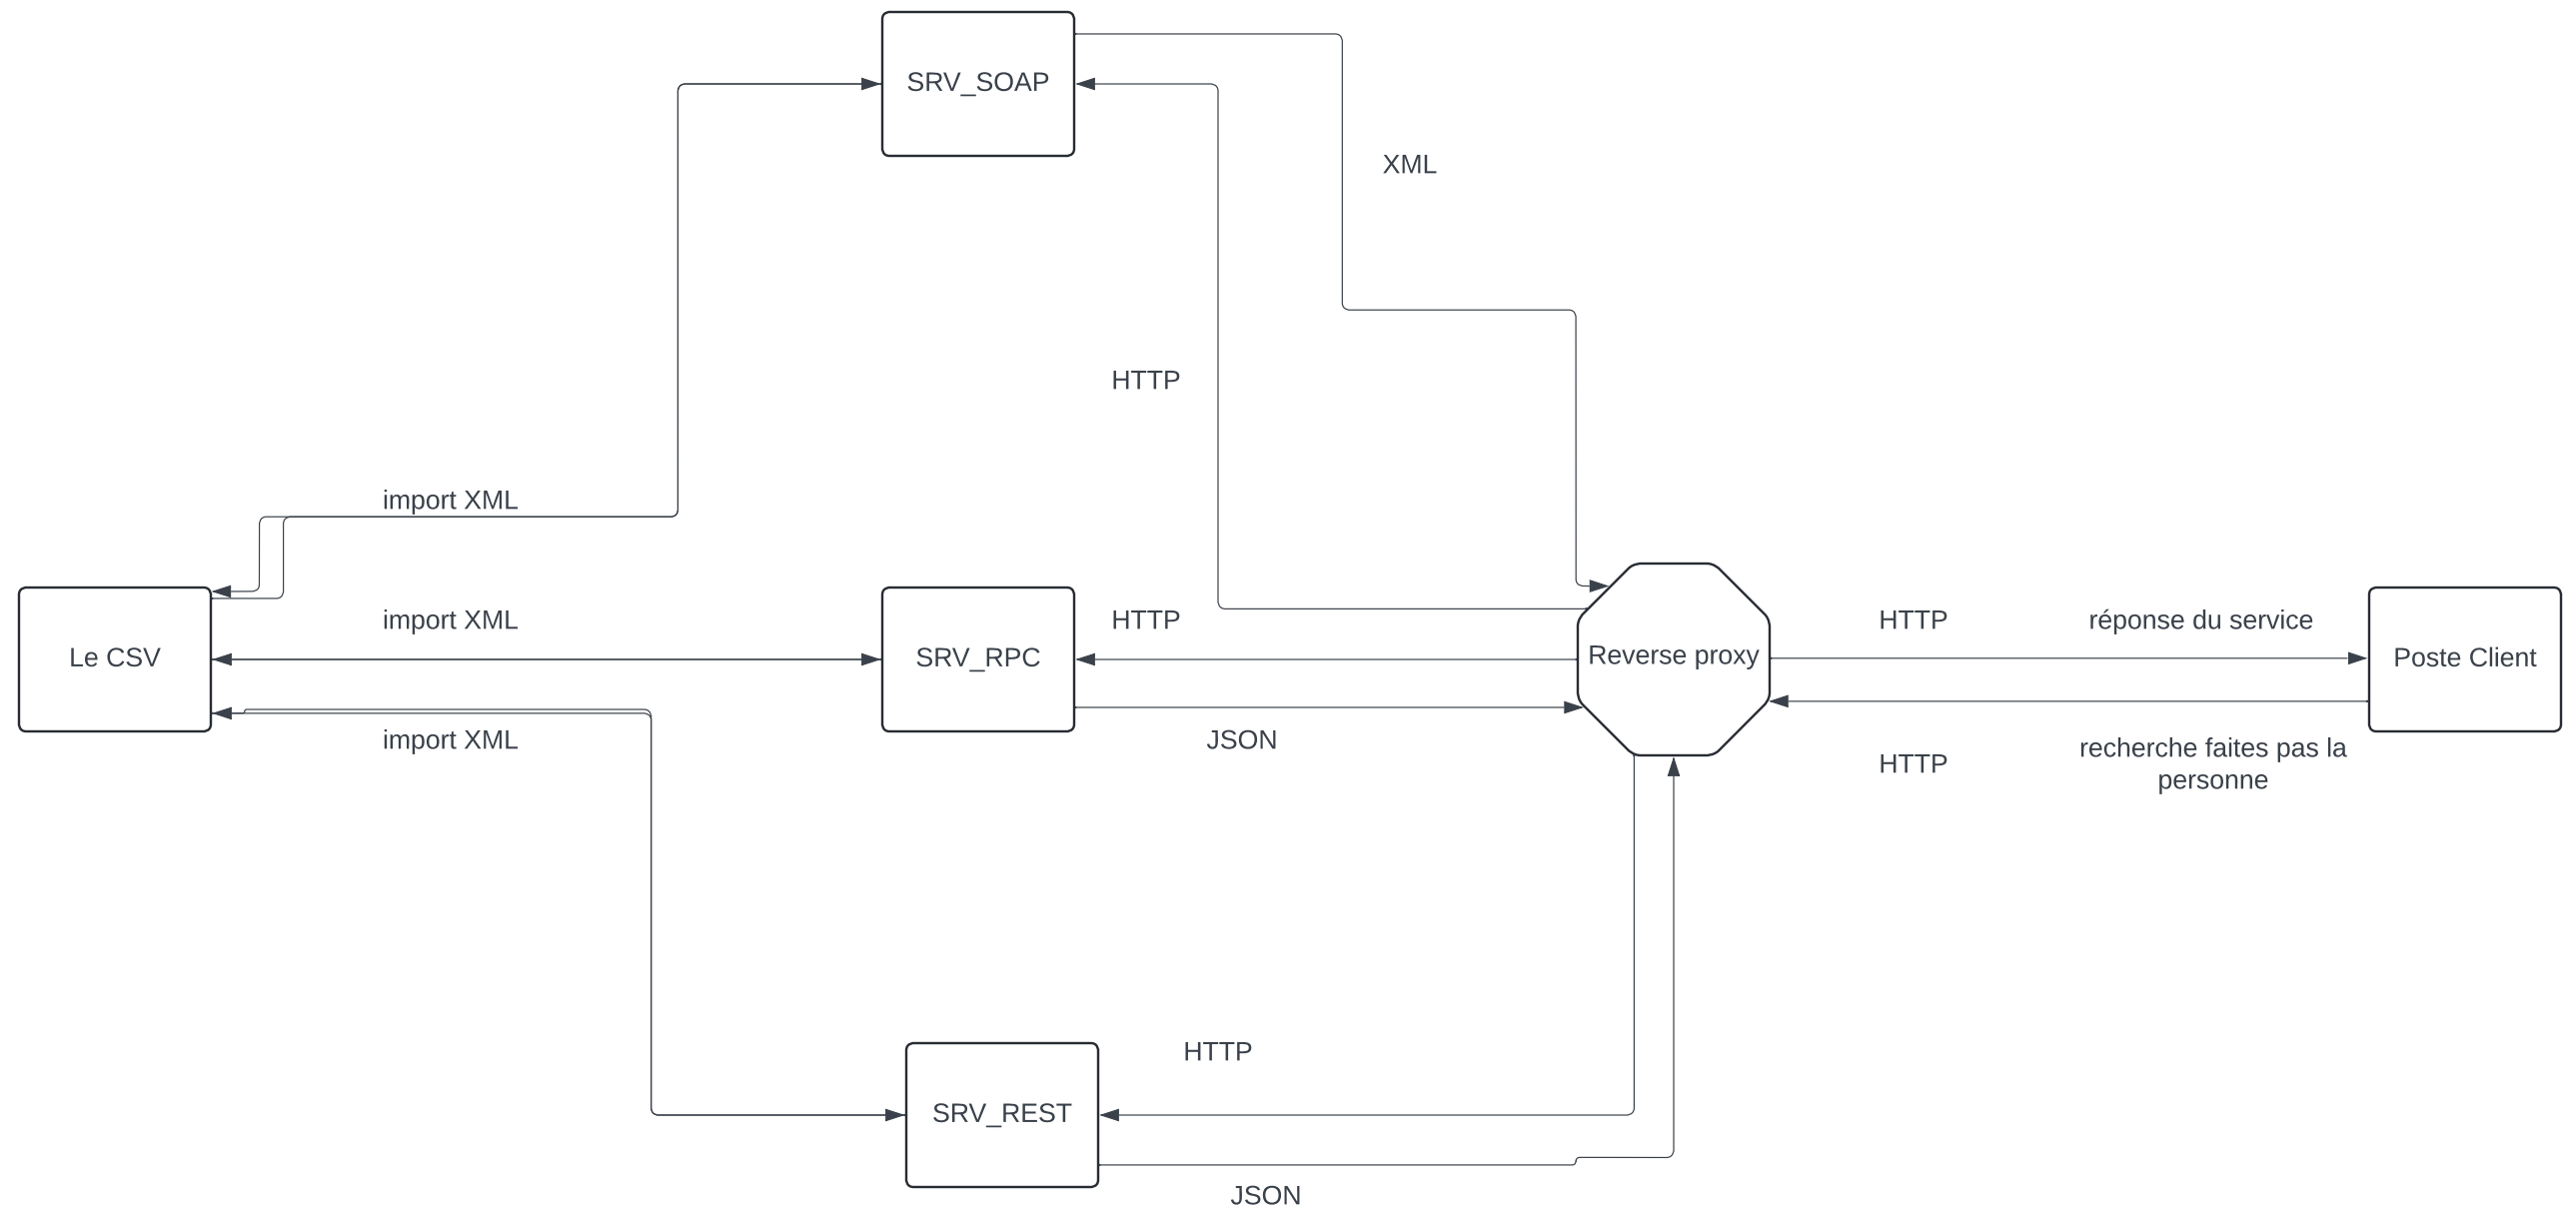 SRV_SOAP
XML
HTTP
import XML
import XML
HTTP
HTTP
réponse du service
Le CSV
SRV_RPC
Reverse proxy
Poste Client
import XML
JSON
HTTP
recherche faites pas la
personne
HTTP
SRV_REST
JSON